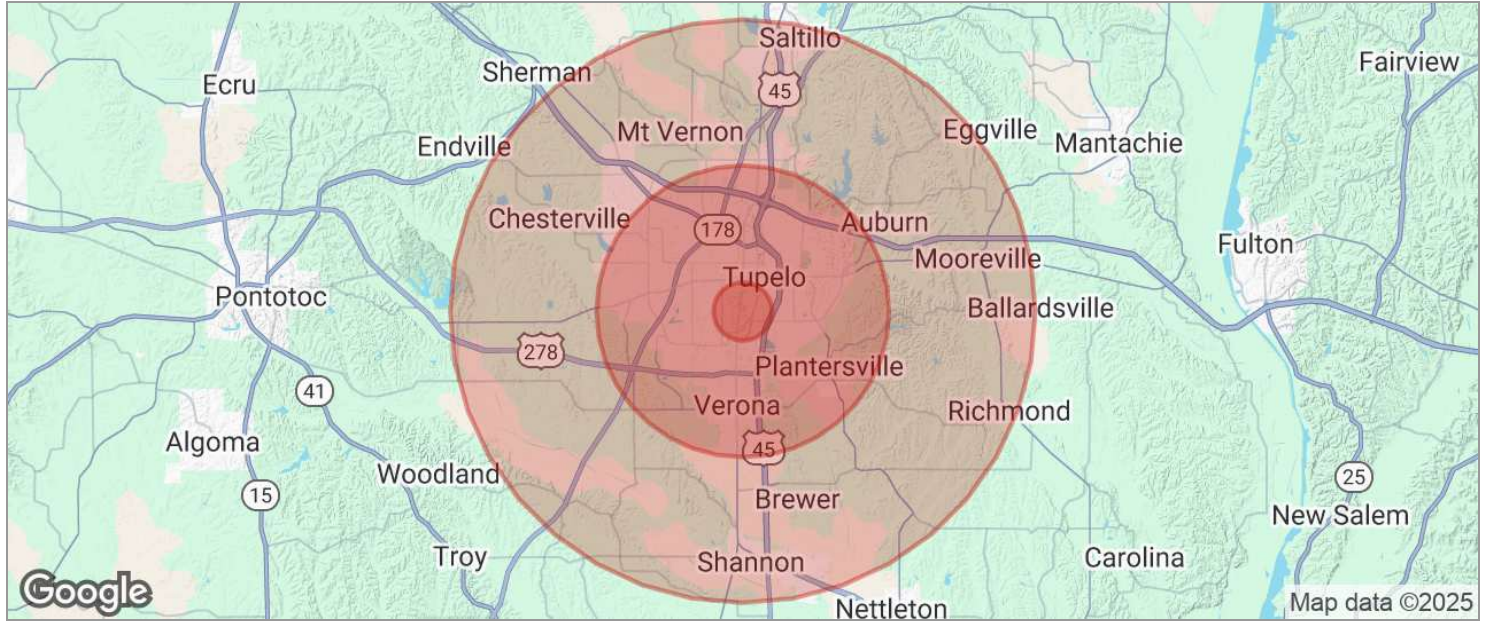 Saltillo
Fairview
Sherman
Ecru
45
Mt Vernon
Eggville
Endville
Mantachie
Chesterville
178
Auburn
Fulton
Mooreville
Tupelo
Pontotoc
Ballardsville
278
Plantersville
41
Verona
Richmond
Algoma
45
Woodland
25
15
Brewer
New Salem
Troy
Shannon
Carolina
Google
Nettleton
Map data ©2025